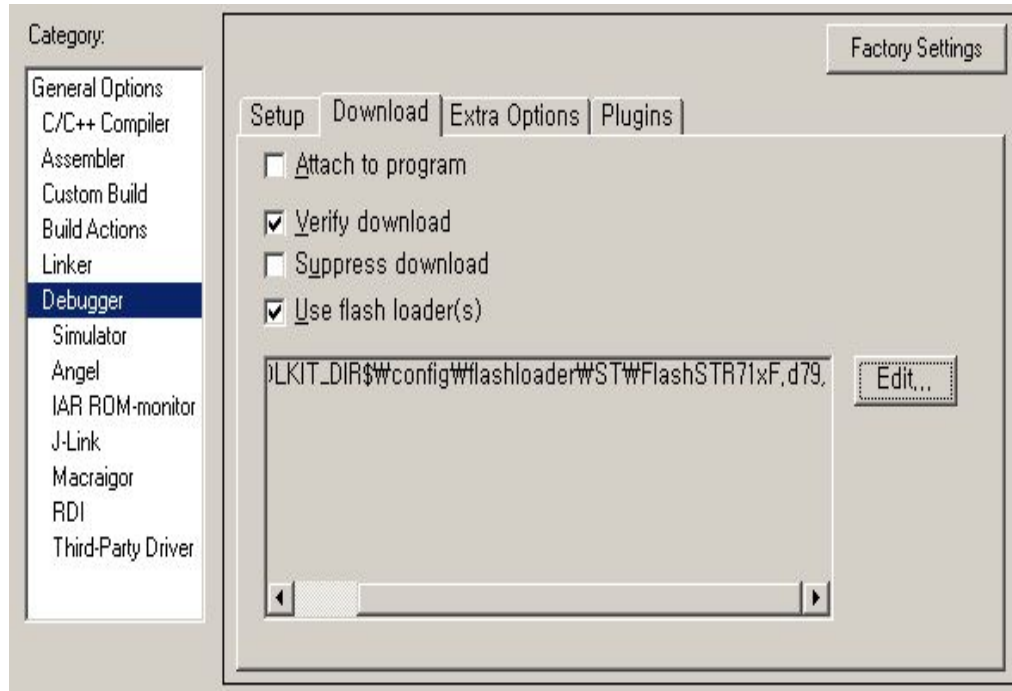 Category:
General Options
C/C++ Compiler
Assembler
Custom Build
Build Actions
Linker
Debugger
Simulator
Angel
IAR ROM-monitor
J-Link
Macraigor
RDI
Third-Party Driver
Factory Settings
Setup Download Extra Options Plugins
Attach to program
Verify download
Suppress download
Use flash loader(s)
LKIT_DIR$₩config₩flashloader₩ST₩FlashSTR71xF,d79,
Edit...